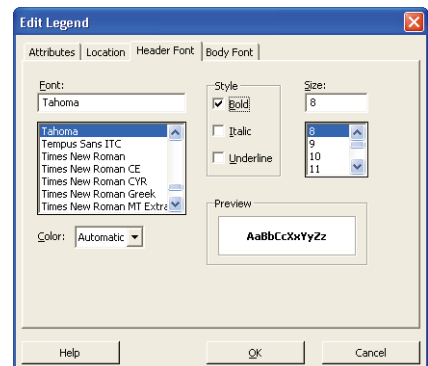 Edit Legend
Attributes Location Header Font Body Font
Font:
Tahoma
Tahoma
Tempus Sans ITC
Times New Roman
Times New Roman CE
Times New Roman CYR
Times New Roman Greek
Times New Roman MT Extra
Color: Automatic
Style
Bold
Italic
Underline
Size:
8
8
9
10
11
Preview
AaBbCcXxYyZz
Help OK Cancel